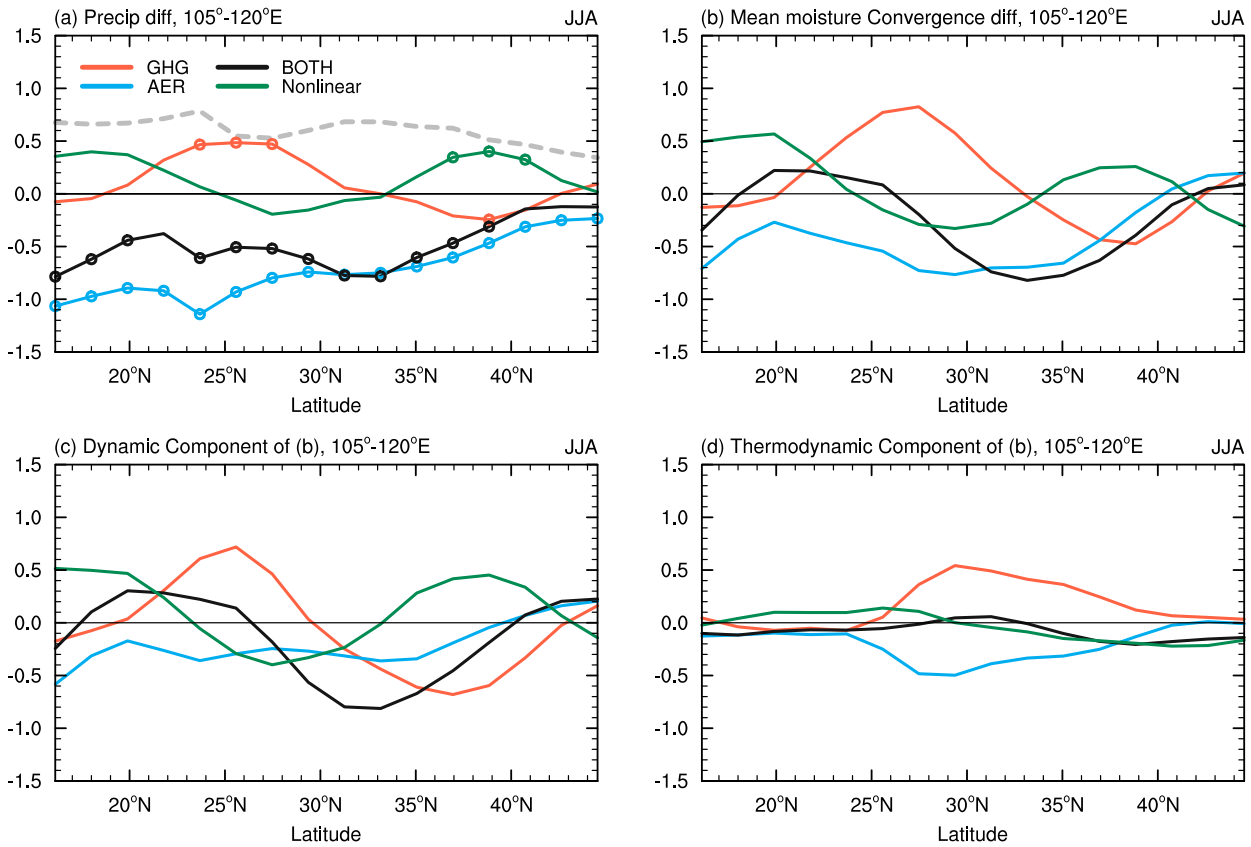 (a) Precip diff, 105°-120°E JJA
1.5
1.0
0.5
0.0
-0.5
-1.0
-1.5
GHG BOTH
AER Nonlinear
20°N 25°N 30°N 35°N 40°N
Latitude
(b) Mean moisture Convergence diff, 105°-120°E JJA
1.5
1.0
0.5
0.0
-0.5
-1.0
-1.5
20°N 25°N 30°N 35°N 40°N
Latitude
(c) Dynamic Component of (b), 105°-120°E JJA
1.5
1.0
0.5
0.0
-0.5
-1.0
-1.5
20°N 25°N 30°N 35°N 40°N
Latitude
(d) Thermodynamic Component of (b), 105°-120°E JJA
1.5
1.0
0.5
0.0
-0.5
-1.0
-1.5
20°N 25°N 30°N 35°N 40°N
Latitude